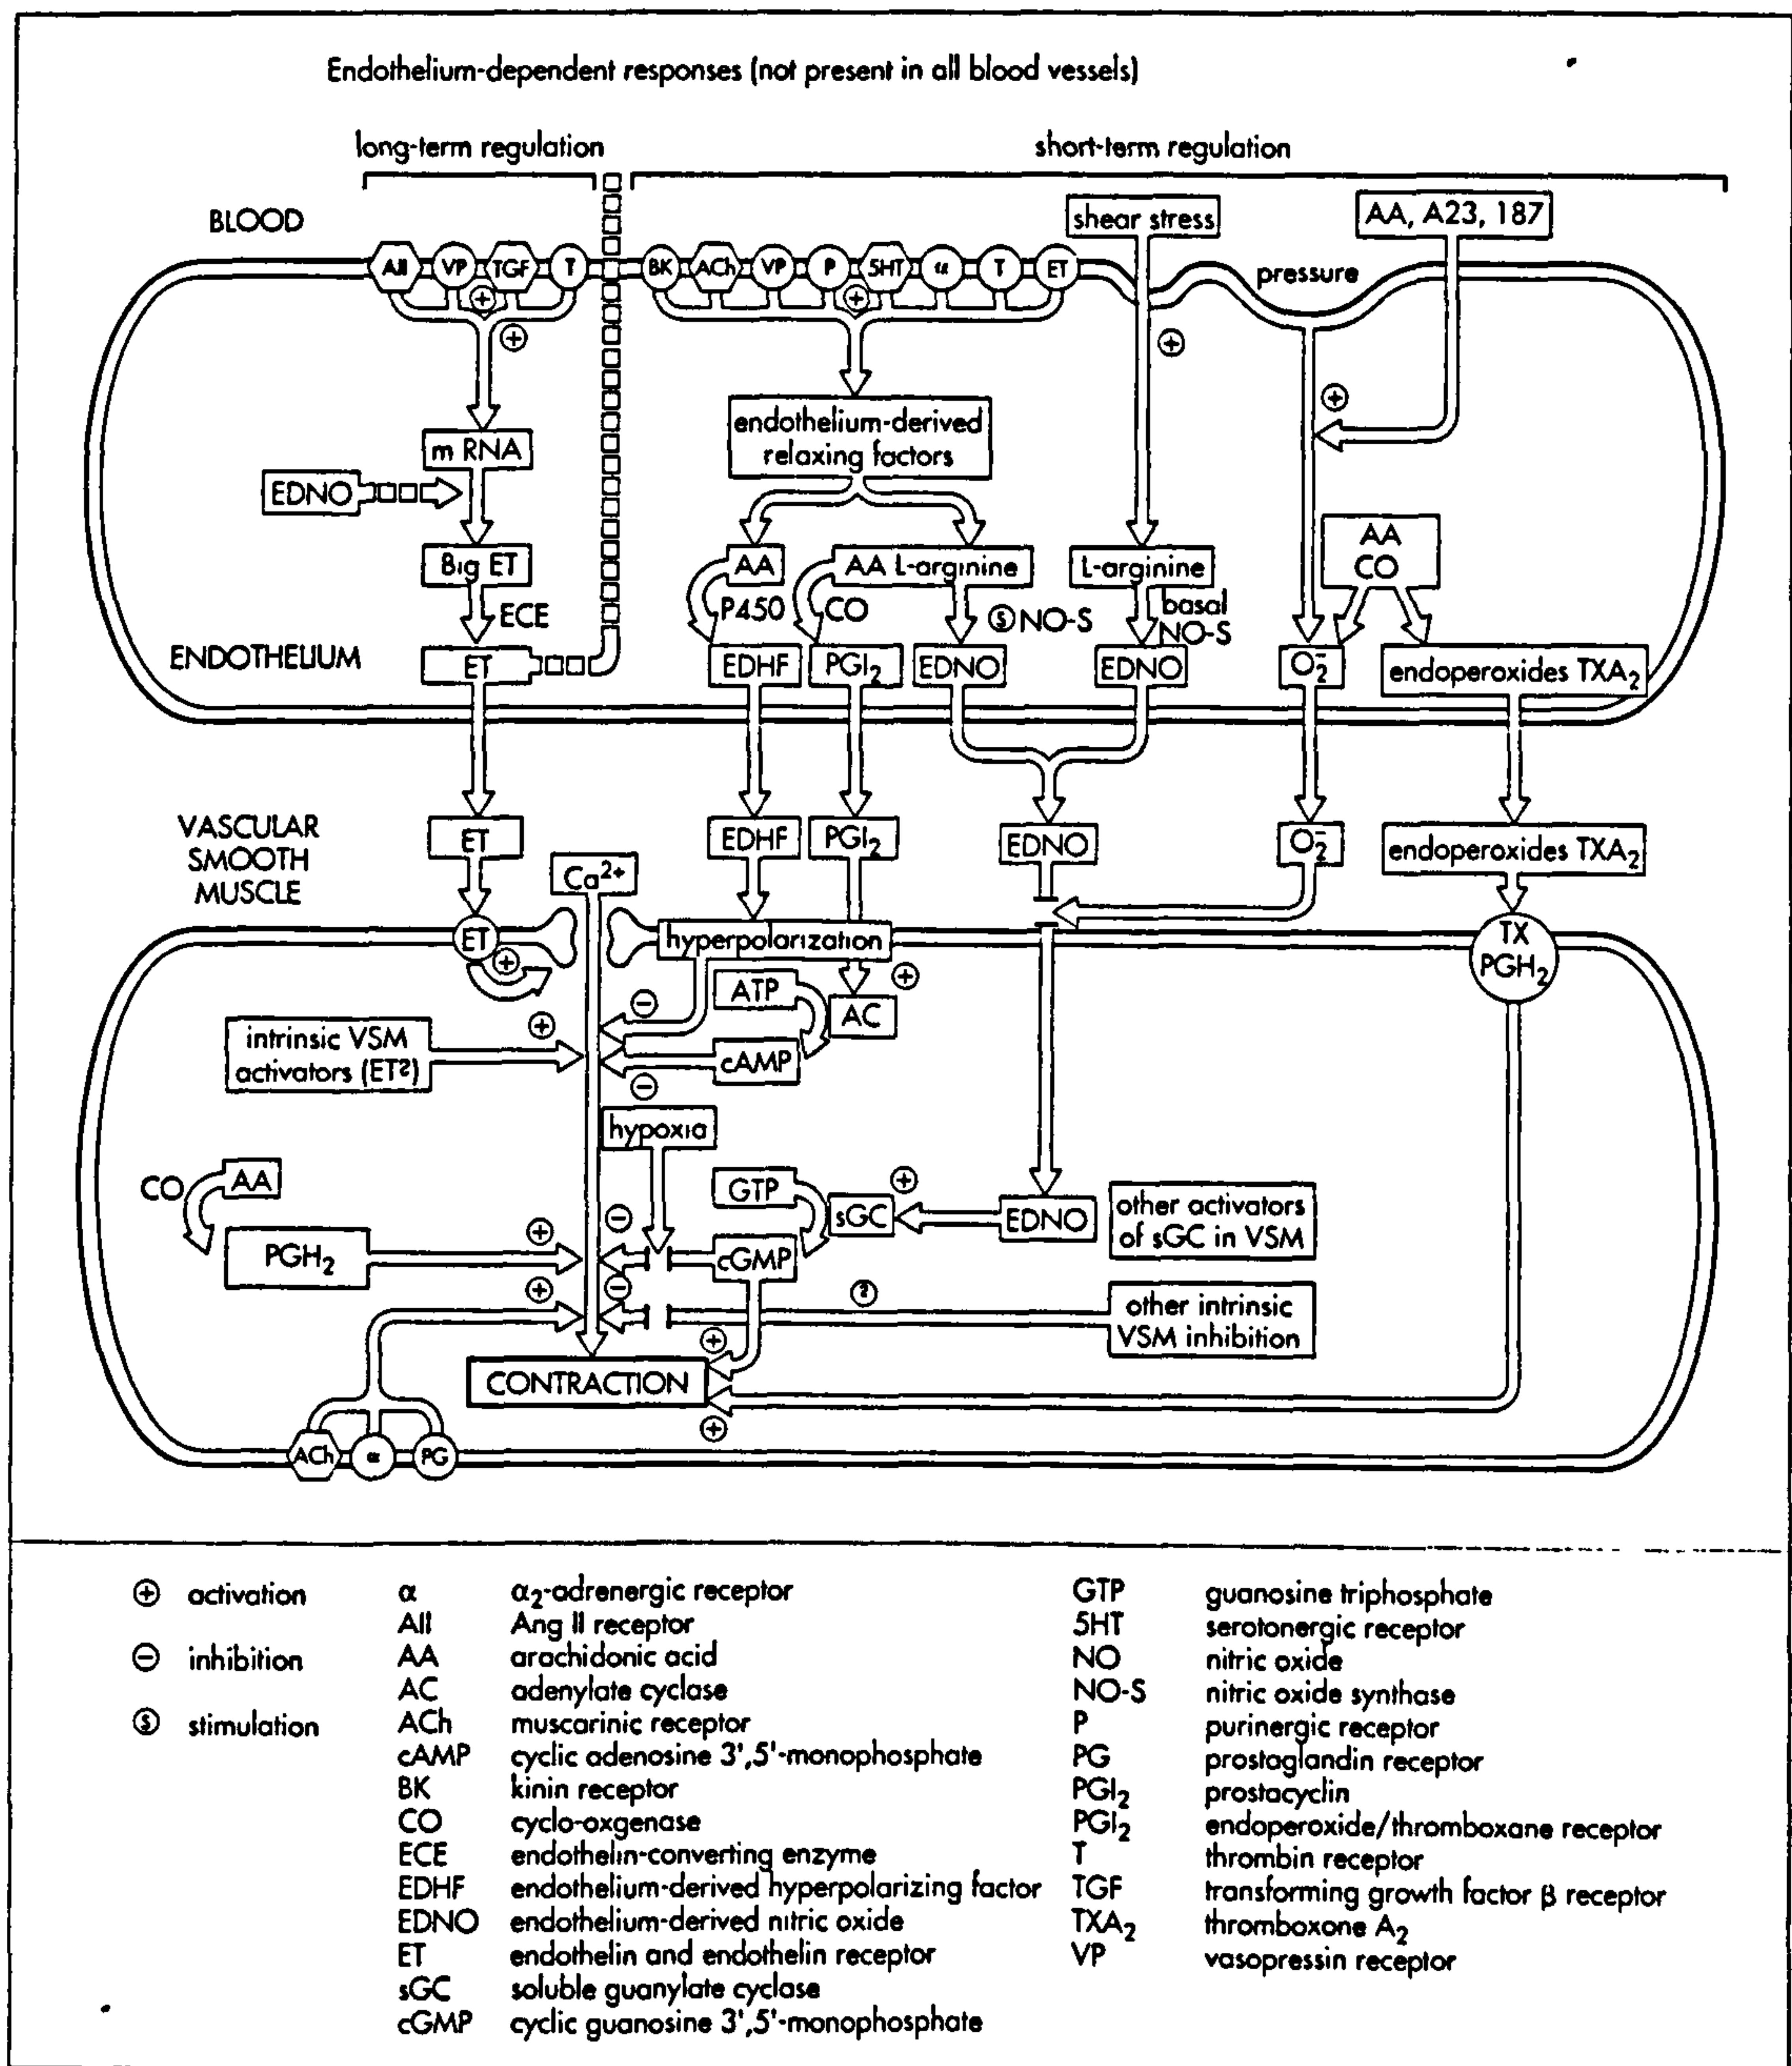 Endothelium-dependent responses (not present in all blood vessels)
long-term regulation
short-term regulation
BLOOD
shear stress
AA, A23, 187
AII VP TGF T
BK ACh VP P 5HT α T ET
pressure
+
+
+
+
+
endothelium-derived
relaxing factors
m RNA
EDNO
AA
CO
Big ET
AA
AA L-arginine
L-arginine
ECE
P450
CO
Ⓢ NO-S
basal
NO-S
ENDOTHELIUM
ET
EDHF
PGI₂
EDNO
EDNO
O₂⁻
endoperoxides TXA₂
VASCULAR
SMOOTH
MUSCLE
ET
Ca²⁺
EDHF
PGI₂
EDNO
O₂⁻
endoperoxides TXA₂
ET
hyperpolarization
TX
PGH₂
+
+
ATP
AC
−
+
intrinsic VSM
activators (ET?)
cAMP
−
hypoxia
CO
AA
GTP
+
sGC
EDNO
other activators
of sGC in VSM
PGH₂
+
−
cGMP
+
−
?
other intrinsic
VSM inhibition
+
CONTRACTION
+
ACh α PG
⊕ activation
⊖ inhibition
Ⓢ stimulation
α α₂-adrenergic receptor
AII Ang II receptor
AA arachidonic acid
AC adenylate cyclase
ACh muscarinic receptor
cAMP cyclic adenosine 3',5'-monophosphate
BK kinin receptor
CO cyclo-oxgenase
ECE endothelin-converting enzyme
EDHF endothelium-derived hyperpolarizing factor
EDNO endothelium-derived nitric oxide
ET endothelin and endothelin receptor
sGC soluble guanylate cyclase
cGMP cyclic guanosine 3',5'-monophosphate
GTP guanosine triphosphate
5HT serotonergic receptor
NO nitric oxide
NO-S nitric oxide synthase
P purinergic receptor
PG prostaglandin receptor
PGI₂ prostacyclin
PGI₂ endoperoxide/thromboxane receptor
T thrombin receptor
TGF transforming growth factor β receptor
TXA₂ thromboxone A₂
VP vasopressin receptor